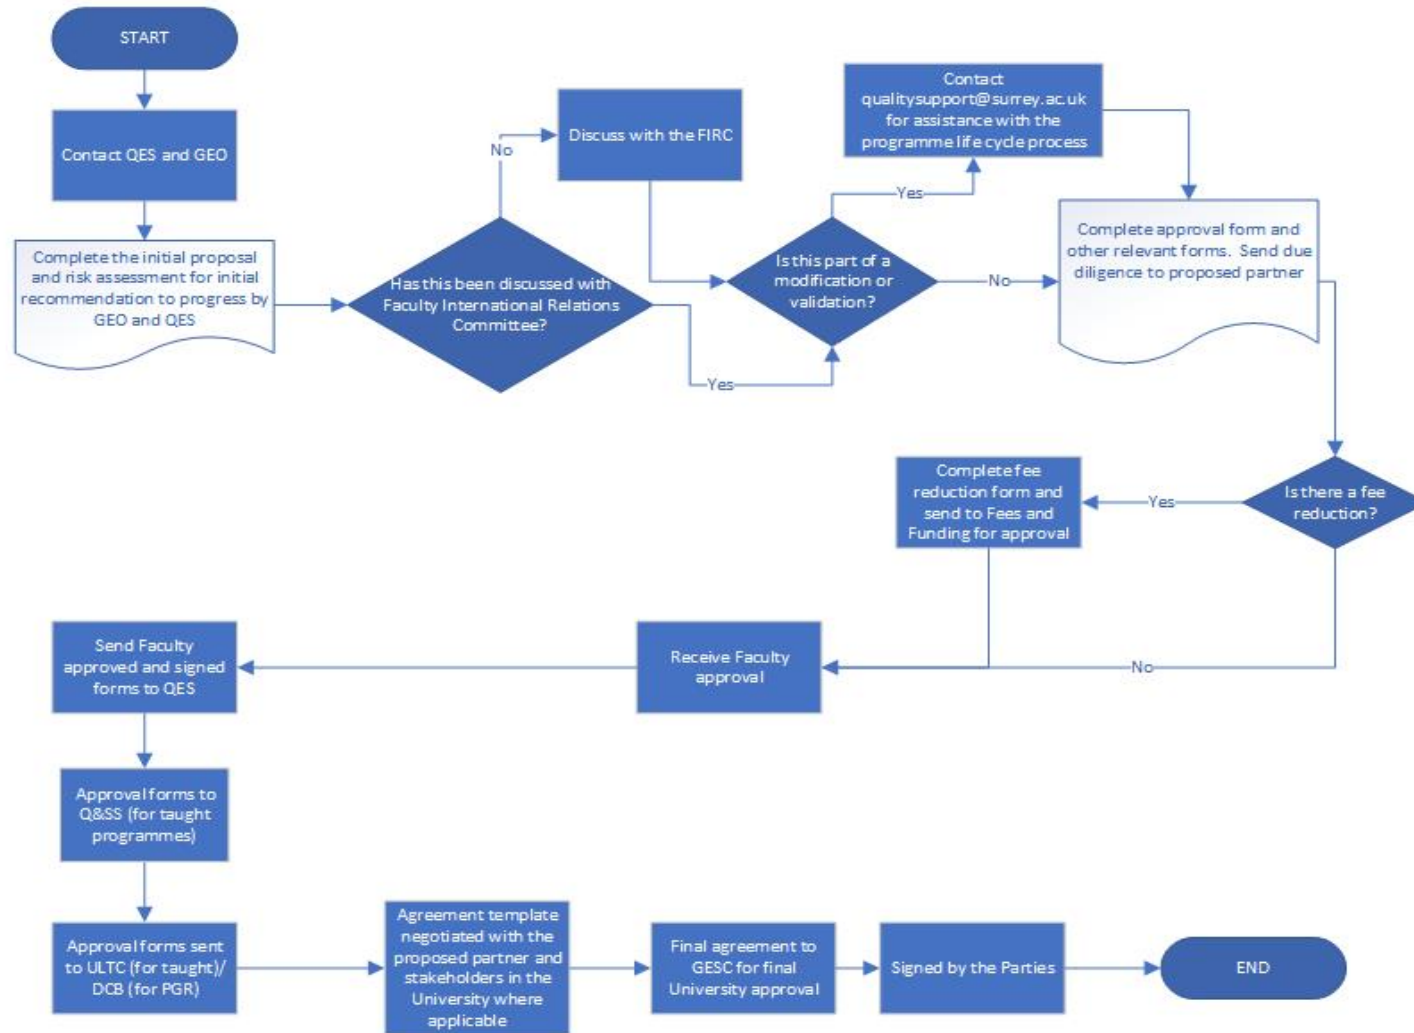 START
Contact QES and GEO
Complete the initial proposal
and risk assessment for initial
recommendation to progress by
GEO and QES
Has this been discussed with
Faculty International Relations
Committee?
No
Discuss with the FIRC
Yes
Is this part of a
modification or
validation?
Yes
Contact
qualitysupport@surrey.ac.uk
for assistance with the
programme life cycle process
No
Complete approval form and
other relevant forms.  Send due
diligence to proposed partner
Is there a fee
reduction?
Yes
Complete fee
reduction form and
send to Fees and
Funding for approval
No
Receive Faculty
approval
Send Faculty
approved and signed
forms to QES
Approval forms to
Q&SS (for taught
programmes)
Approval forms sent
to ULTC (for taught)/
DCB (for PGR)
Agreement template
negotiated with the
proposed partner and
stakeholders in the
University where
applicable
Final agreement to
GESC for final
University approval
Signed by the Parties
END